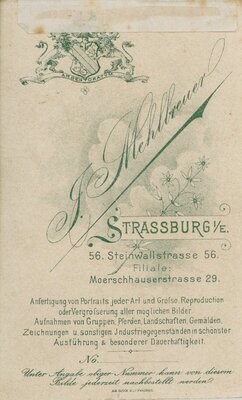 J. Mehlbreuer
STRASSBURG I/E.
56. Steinwallstrasse 56.
Filiale:
Moerschhauserstrasse 29.
Anfertigung von Portraits jeder Art und Grösse. Reproduction
oder Vergrößerung alter moglichen Bilder.
Aufnahmen von Gruppen, Pferden, Landschaften, Gemälden,
Zeichnungen u. sonstigen Industriegegenständen in schönster
Ausführung & besonderer Dauerhaftigkeit.
No.
Unter Angabe obiger Nummer kann von diesem
Bilde jederzeit nachbestellt werden.